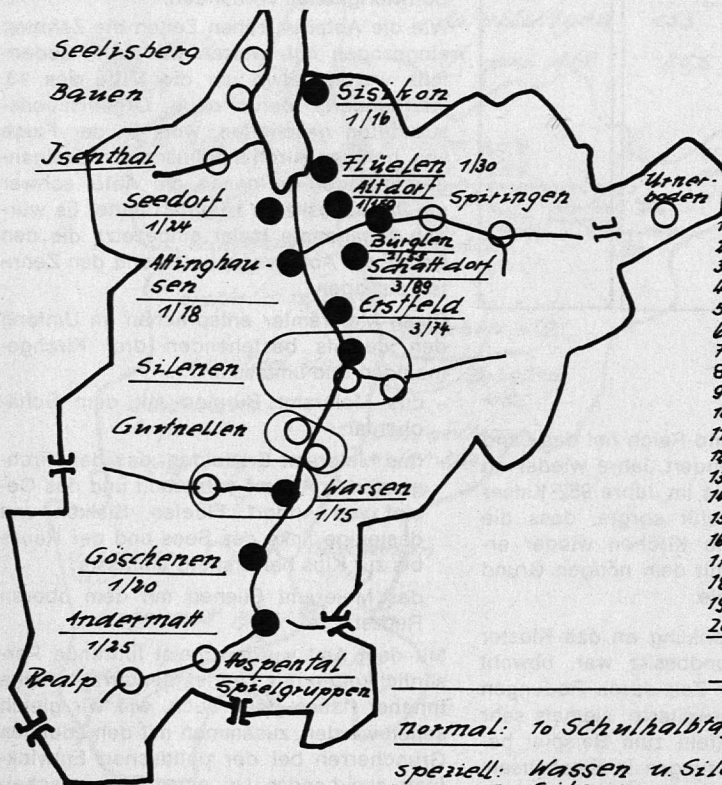 Seelisberg
Bauen
Sisikon
1/16
Isenthal
Flüelen 1/30
Altdorf
Urner-
boden
Seedorf
1/24
Spiringen
Bürglen
Attinghau
sen
1/18
Schattdorf
3/89
Erstfeld
3/74
Silenen
Gurtnellen
Wassen
1/15
Göschenen
1/20
Andermatt
1/25
Hospental
Realp
Spielgruppen
normal: 10 Schulhalbta
speziell: Wassen u. Sil